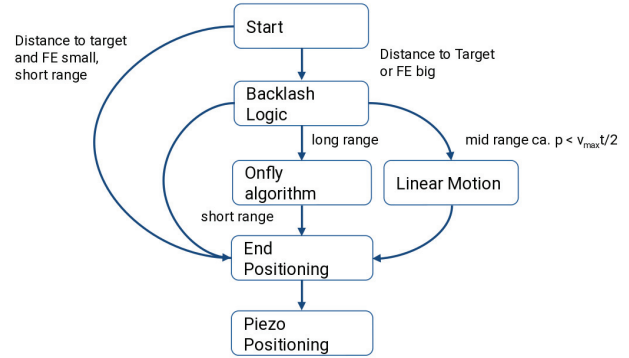 Start
Distance to target
and FE small,
short range
Distance to Target
or FE big
Backlash
Logic
long range
mid range ca. p < vmaxt/2
Onfly
algorithm
Linear Motion
short range
End
Positioning
Piezo
Positioning